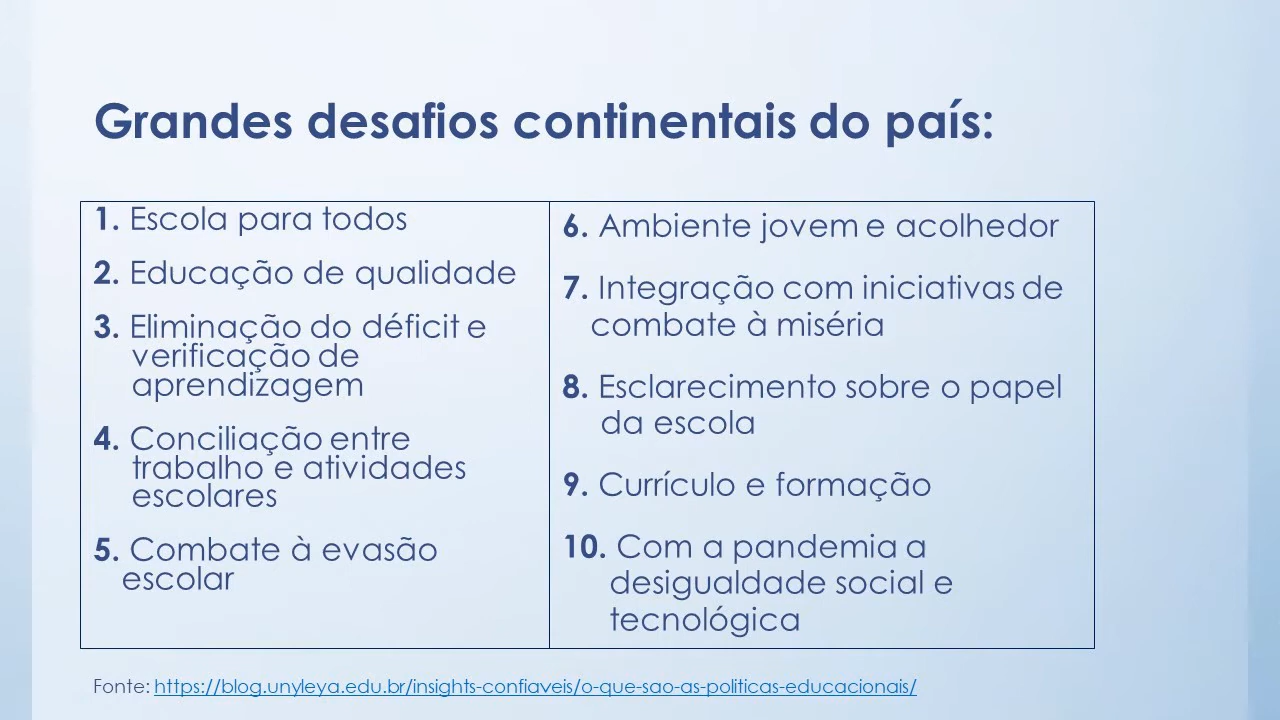 Grandes desafios continentais do país:
1. Escola para todos
2. Educação de qualidade
3. Eliminação do déficit e
verificação de
aprendizagem
4. Conciliação entre
trabalho e atividades
escolares
5. Combate à evasão
escolar
6. Ambiente jovem e acolhedor
7. Integração com iniciativas de
combate à miséria
8. Esclarecimento sobre o papel
da escola
9. Currículo e formação
10. Com a pandemia a
desigualdade social e
tecnológica
Fonte: https://blog.unyleya.edu.br/insights-confiaveis/o-que-sao-as-politicas-educacionais/